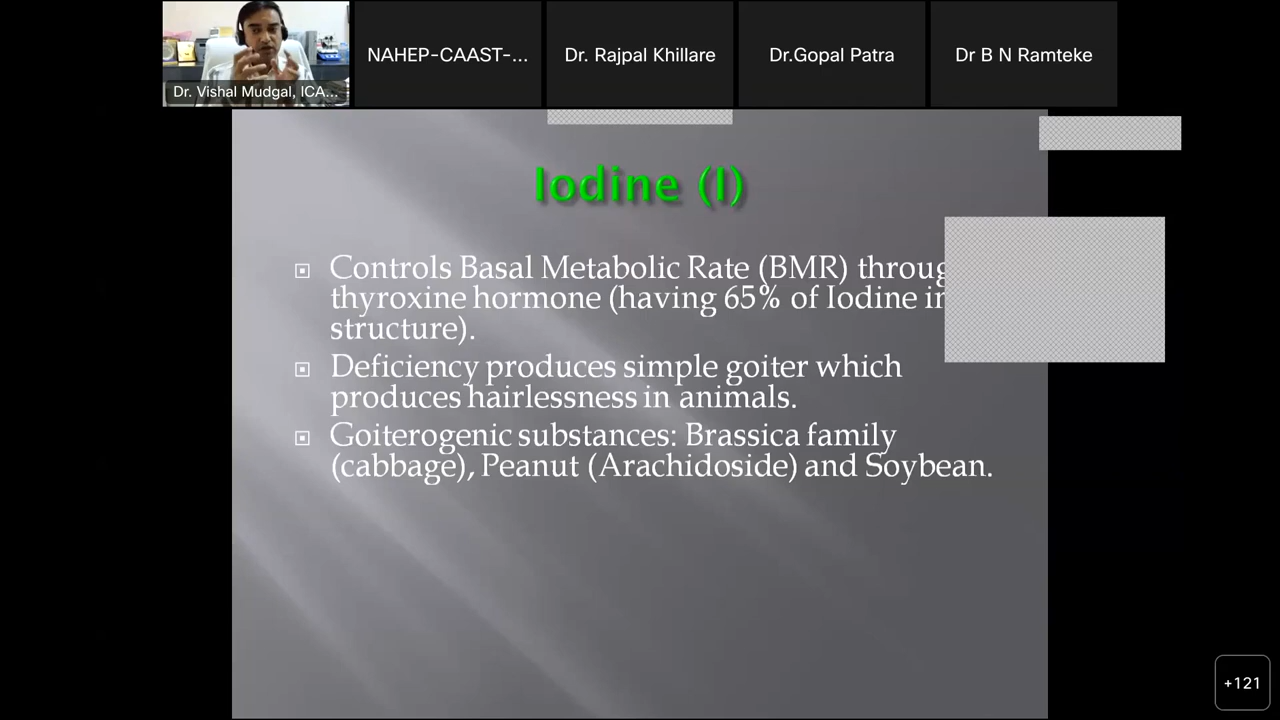 NAHEP-CAAST-...
Dr. Rajpal Khillare
Dr.Gopal Patra
Dr B N Ramteke
Dr. Vishal Mudgal, ICA...
Iodine (I)
Controls Basal Metabolic Rate (BMR) throug
thyroxine hormone (having 65% of Iodine in
structure).
Deficiency produces simple goiter which
produces hairlessness in animals.
Goiterogenic substances: Brassica family
(cabbage), Peanut (Arachidoside) and Soybean.
+121